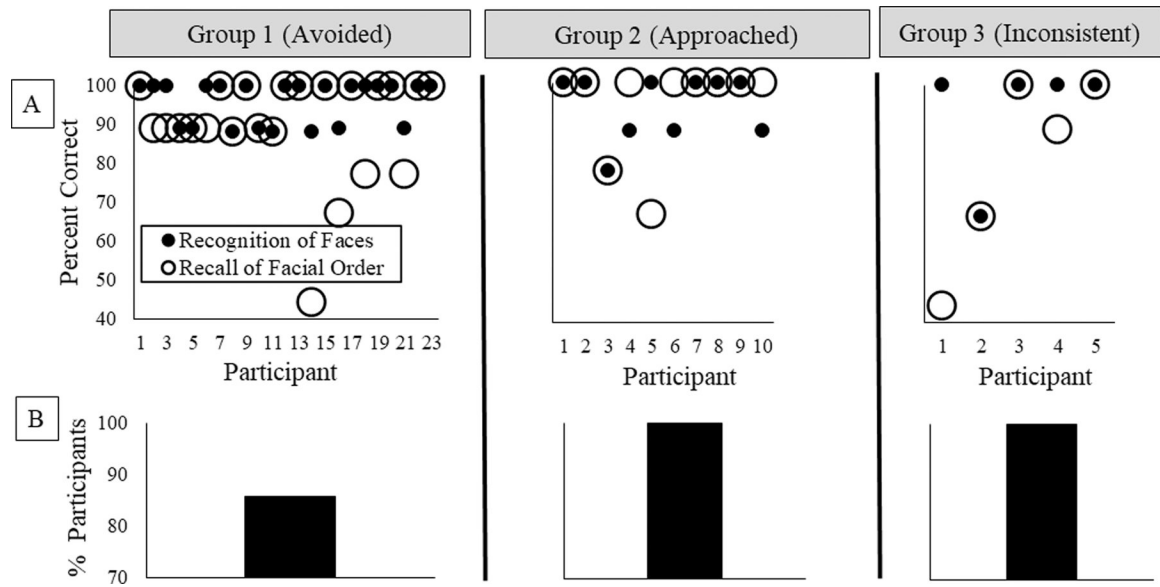 Group 1 (Avoided)
Group 2 (Approached)
Group 3 (Inconsistent)
A
Percent Correct
100
90
80
70
60
50
40
Recognition of Faces
Recall of Facial Order
1 3 5 7 9 11 13 15 17 19 21 23
Participant
1 2 3 4 5 6 7 8 9 10
Participant
1 2 3 4 5
Participant
B
% Participants
100
90
80
70